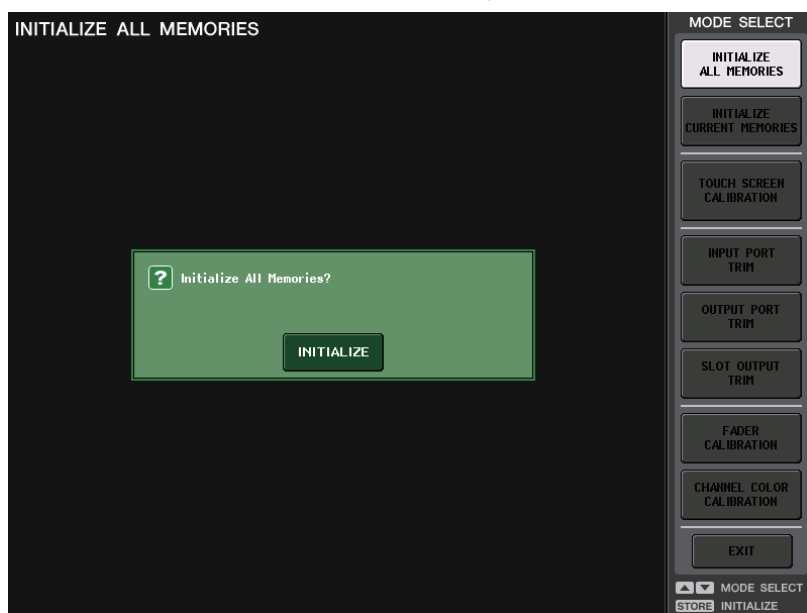 INITIALIZE ALL MEMORIES
? Initialize All Memories?
INITIALIZE
MODE SELECT
INITIALIZE
ALL MEMORIES
INITIALIZE
CURRENT MEMORIES
TOUCH SCREEN
CALIBRATION
INPUT PORT
TRIM
OUTPUT PORT
TRIM
SLOT OUTPUT
TRIM
FADER
CALIBRATION
CHANNEL COLOR
CALIBRATION
EXIT
MODE SELECT
STORE INITIALIZE